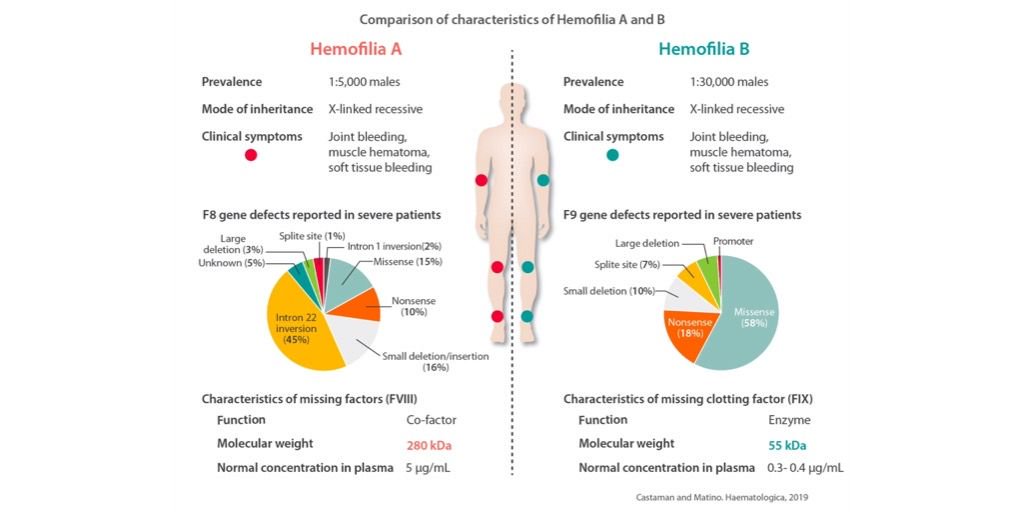 Comparison of characteristics of Hemofilia A and B
Hemofilia A
Prevalence 1:5,000 males
Mode of inheritance X-linked recessive
Clinical symptoms Joint bleeding,
muscle hematoma,
soft tissue bleeding
F8 gene defects reported in severe patients
Large
deletion (3%)
Splite site (1%)
Intron 1 inversion(2%)
Unknown (5%)
Missense (15%)
Nonsense
(10%)
Intron 22
inversion
(45%)
Small deletion/insertion
(16%)
Characteristics of missing factors (FVIII)
Function Co-factor
Molecular weight 280 kDa
Normal concentration in plasma 5 µg/mL
Hemofilia B
Prevalence 1:30,000 males
Mode of inheritance X-linked recessive
Clinical symptoms Joint bleeding,
muscle hematoma,
soft tissue bleeding
F9 gene defects reported in severe patients
Large deletion
Promoter
Splite site (7%)
Small deletion (10%)
Missense
(58%)
Nonsense
(18%)
Characteristics of missing clotting factor (FIX)
Function Enzyme
Molecular weight 55 kDa
Normal concentration in plasma 0.3- 0.4 µg/mL
Castaman and Matino. Haematologica, 2019